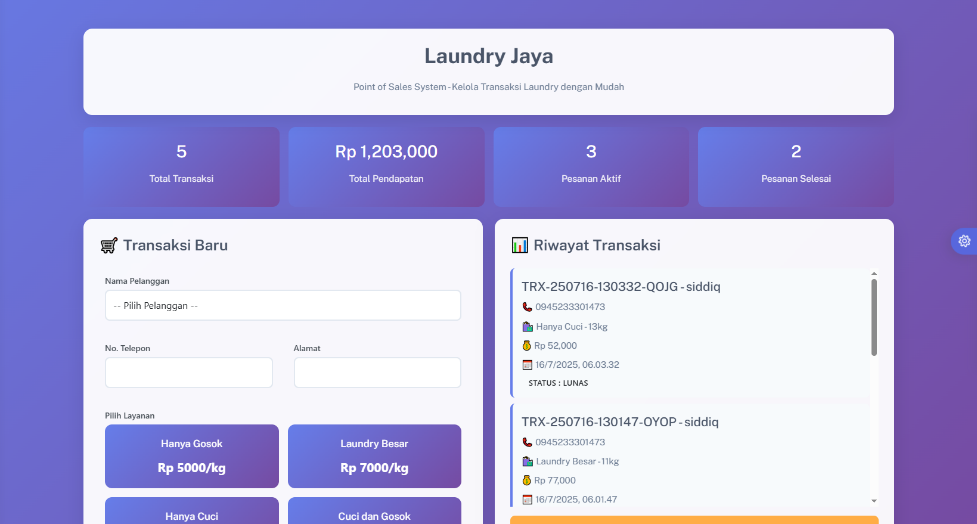 Laundry Jaya
Point of Sales System - Kelola Transaksi Laundry dengan Mudah
5
Total Transaksi
Rp 1,203,000
Total Pendapatan
3
Pesanan Aktif
2
Pesanan Selesai
Transaksi Baru
Nama Pelanggan
-- Pilih Pelanggan --
No. Telepon
Alamat
Pilih Layanan
Hanya Gosok
Rp 5000/kg
Laundry Besar
Rp 7000/kg
Hanya Cuci
Cuci dan Gosok
Riwayat Transaksi
TRX-250716-130332-QOJG - siddiq
0945233301473
Hanya Cuci - 13kg
Rp 52,000
16/7/2025, 06.03.32
STATUS : LUNAS
TRX-250716-130147-OYOP - siddiq
0945233301473
Laundry Besar - 11kg
Rp 77,000
16/7/2025, 06.01.47